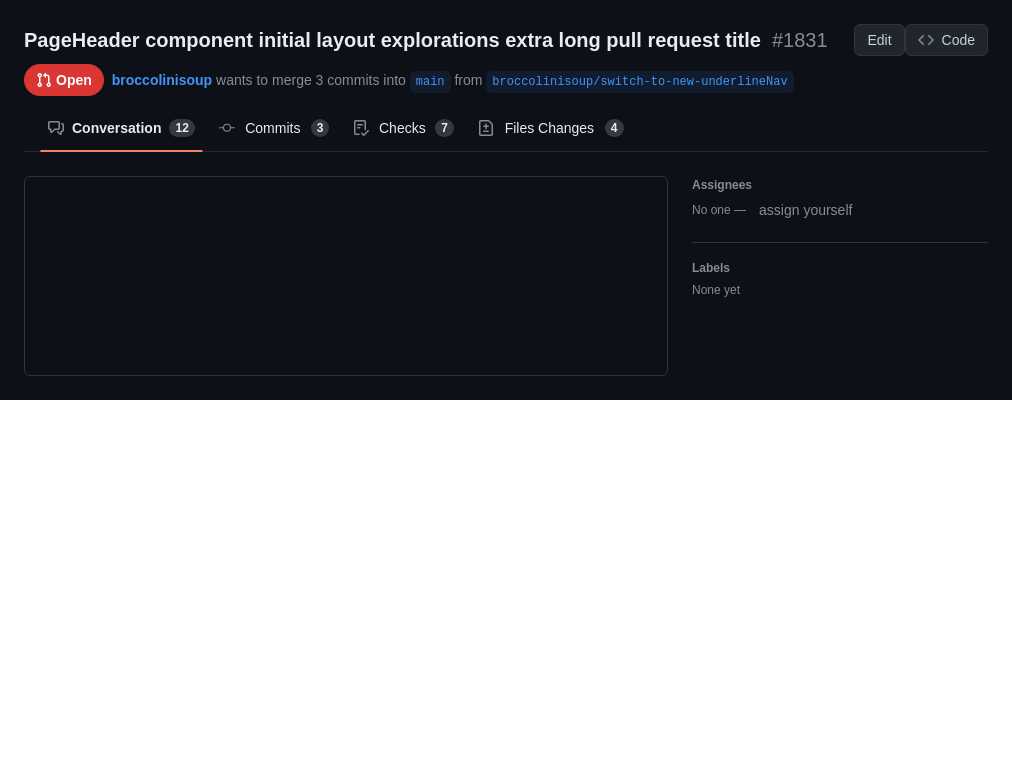 PageHeader component initial layout explorations extra long pull request title #1831 Edit Code
Open broccolinisoup wants to merge 3 commits into main from broccolinisoup/switch-to-new-underlineNav
Conversation 12 Commits 3 Checks 7 Files Changes 4
Assignees
No one — assign yourself
Labels
None yet